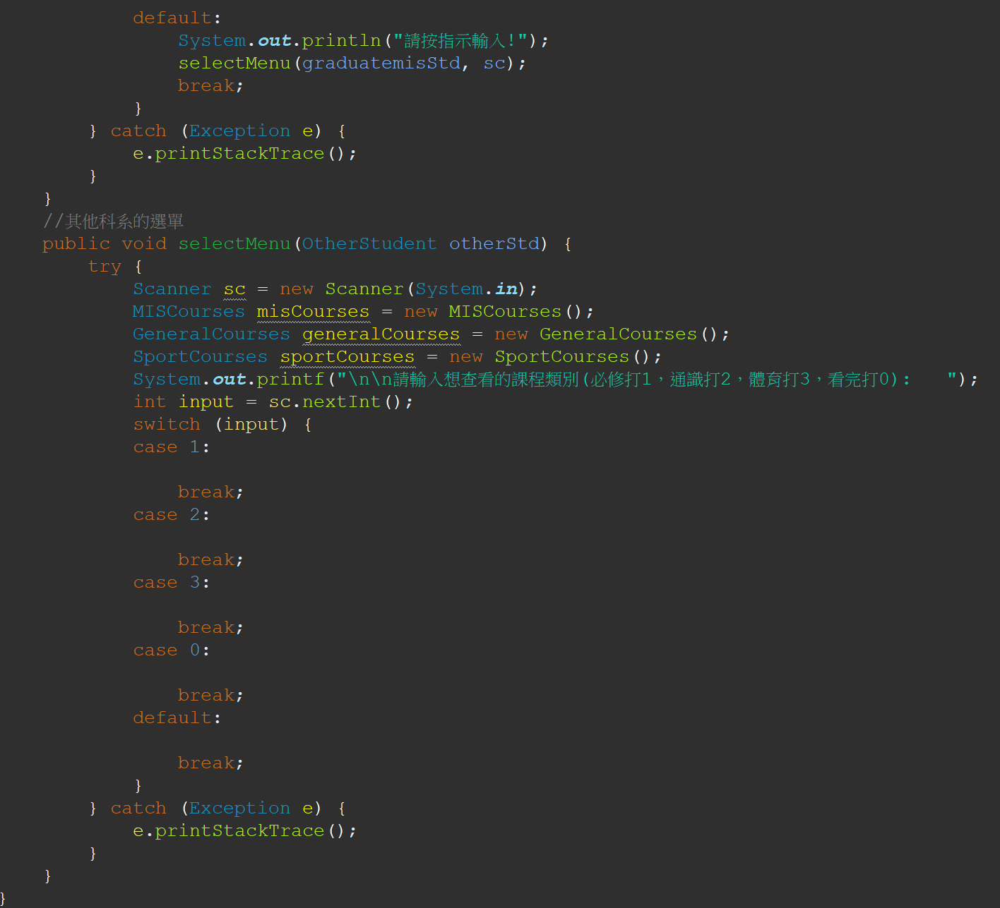 default:
System.out.println("請按指示輸入!");
selectMenu(graduatemisStd, sc);
break;
}
} catch (Exception e) {
e.printStackTrace();
}
}
//其他科系的選單
public void selectMenu(OtherStudent otherStd) {
try {
Scanner sc = new Scanner(System.in);
MISCourses misCourses = new MISCourses();
GeneralCourses generalCourses = new GeneralCourses();
SportCourses sportCourses = new SportCourses();
System.out.printf("\n\n請輸入想查看的課程類別(必修打1，通識打2，體育打3，看完打0):   ");
int input = sc.nextInt();
switch (input) {
case 1:
break;
case 2:
break;
case 3:
break;
case 0:
break;
default:
break;
}
} catch (Exception e) {
e.printStackTrace();
}
}
}